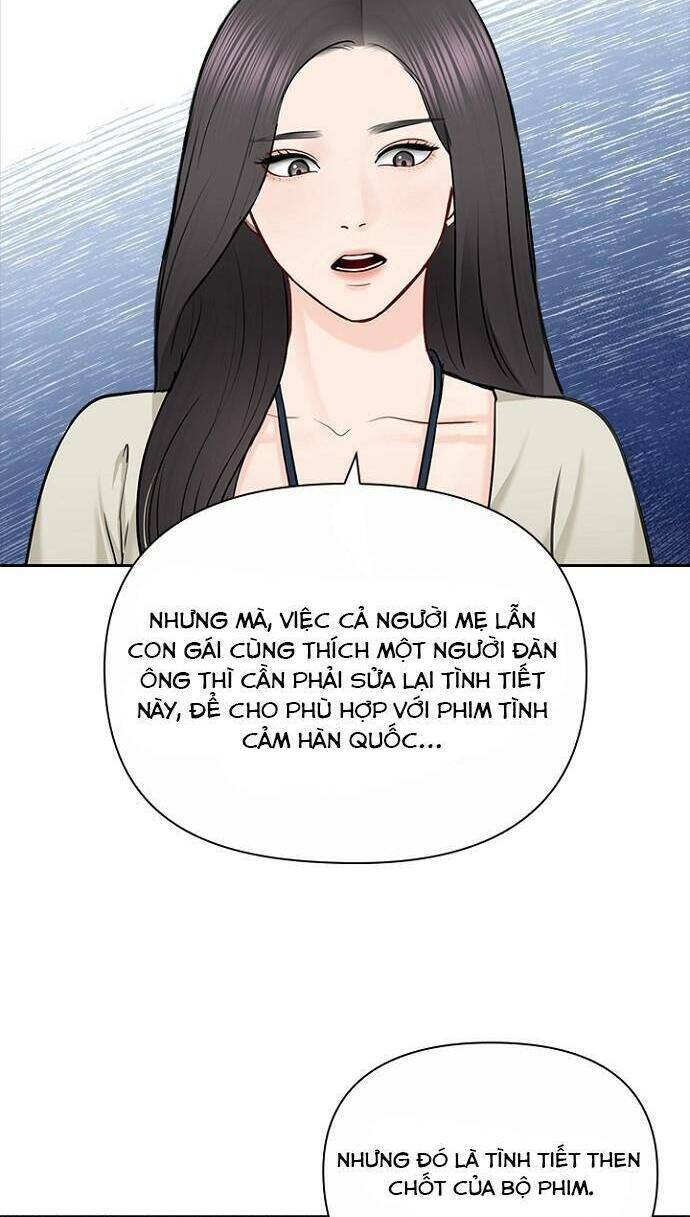 NHƯNG MÀ, VIỆC CẢ NGƯỜI MẸ LẪN
CON GÁI CÙNG THÍCH MỘT NGƯỜI ĐÀN
ÔNG THÌ CẦN PHẢI SỬA LẠI TÌNH TIẾT
NÀY, ĐỂ CHO PHÙ HỢP VỚI PHIM TÌNH
CẢM HÀN QUỐC...
NHƯNG ĐÓ LÀ TÌNH TIẾT THEN
CHỐT CỦA BỘ PHIM.